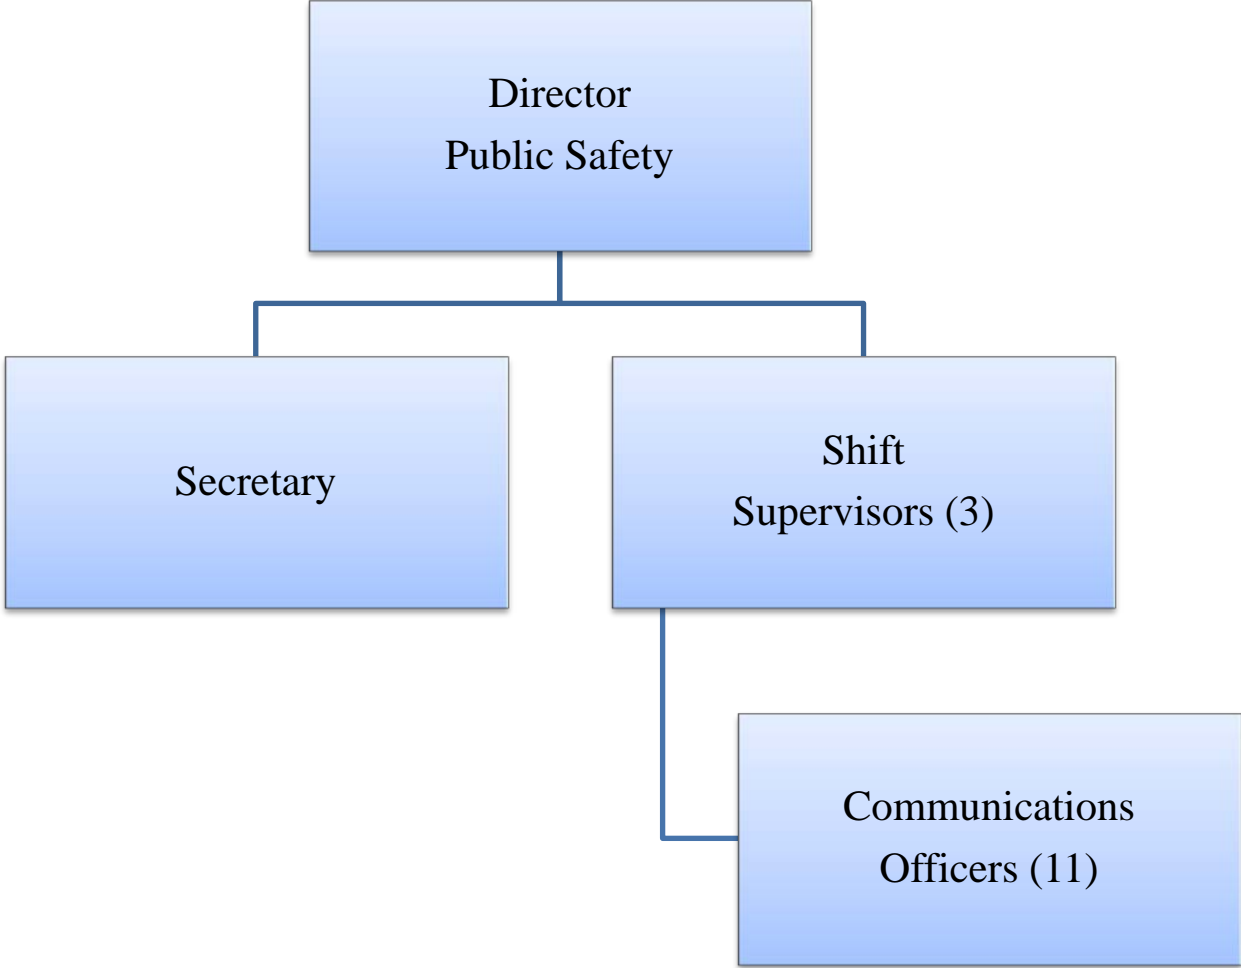 Director
Public Safety
Secretary
Shift
Supervisors (3)
Communications
Officers (11)